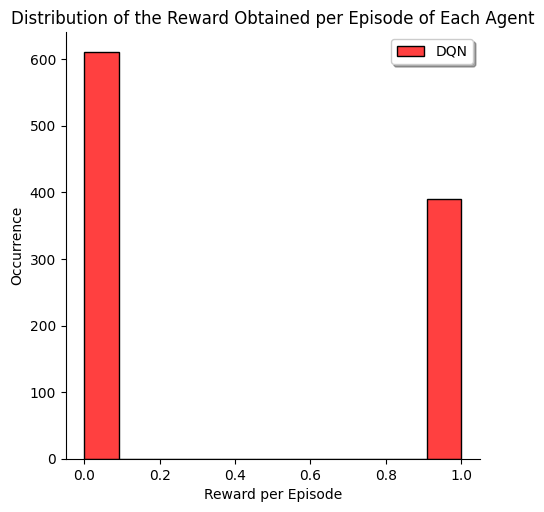 Distribution of the Reward Obtained per Episode of Each Agent
DQN
600
500
400
300
200
100
0
Occurrence
0.0 0.2 0.4 0.6 0.8 1.0
Reward per Episode